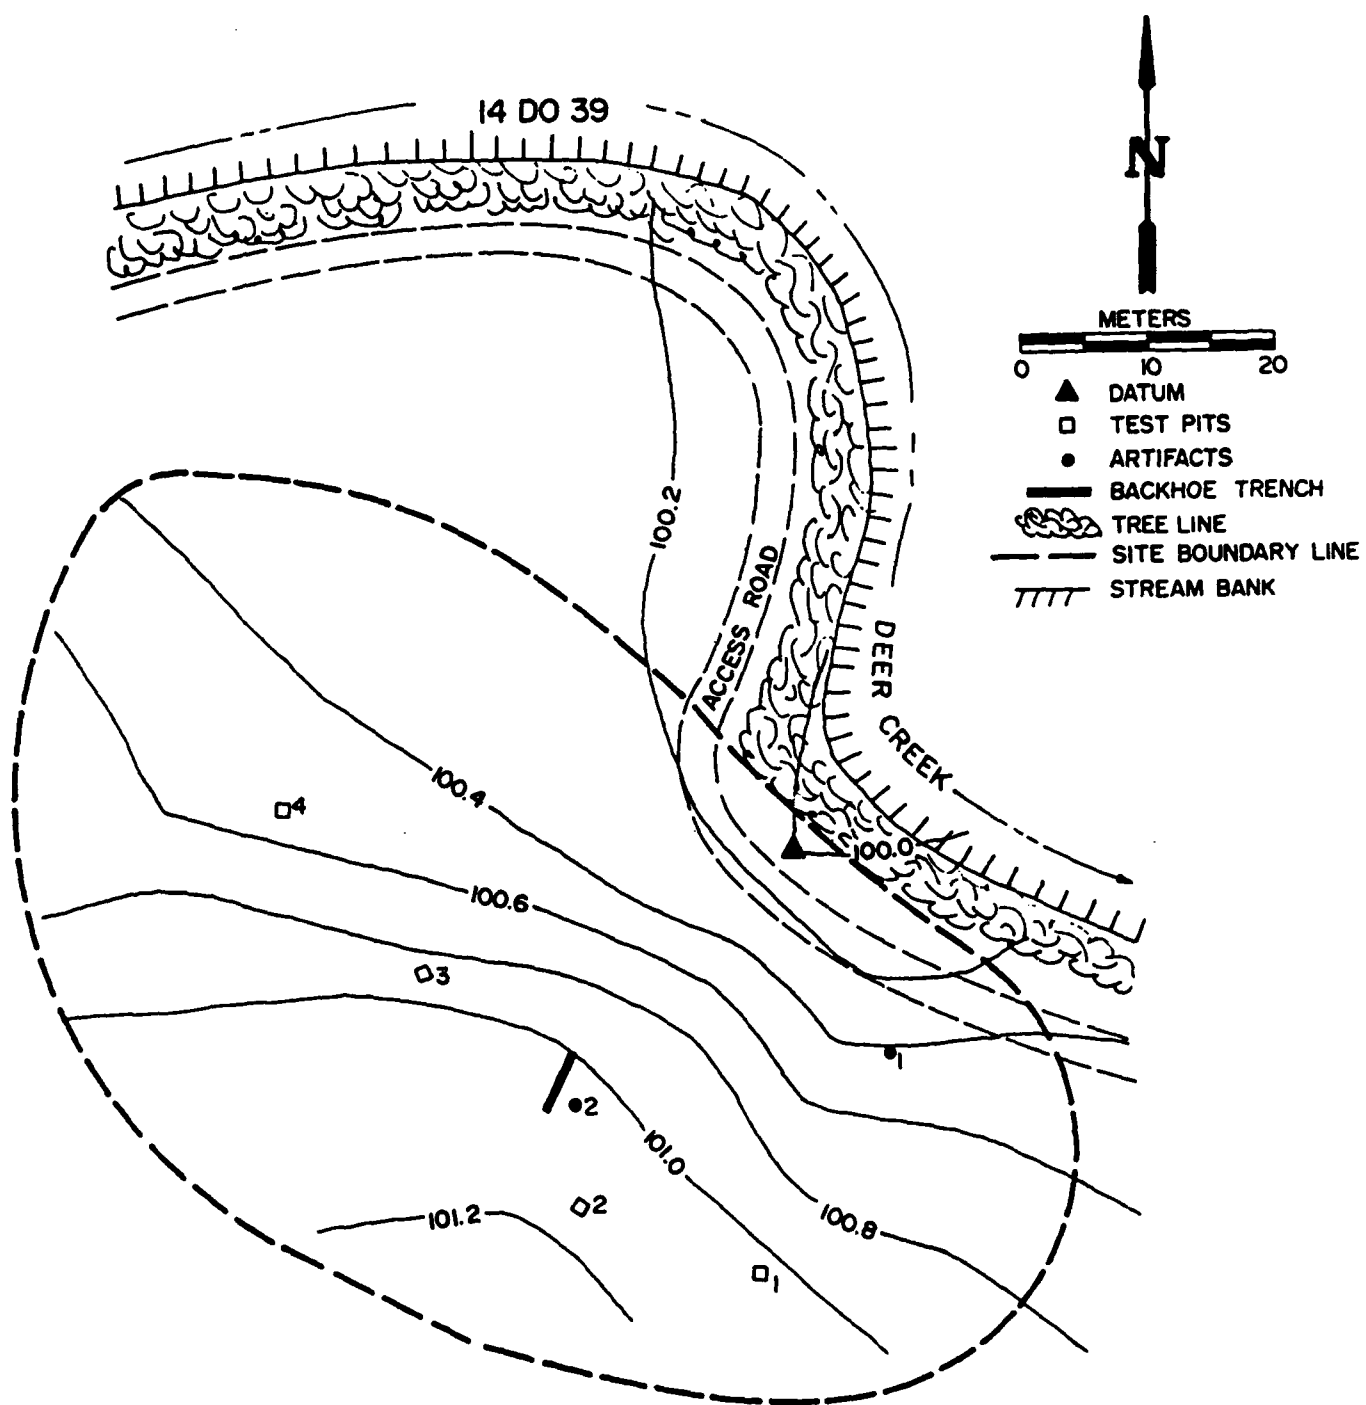 14 DO 39
N
METERS
0 10 20
DATUM
TEST PITS
ARTIFACTS
BACKHOE TRENCH
TREE LINE
SITE BOUNDARY LINE
STREAM BANK
100.2
ACCESS ROAD
DEER CREEK
100.4
4
100.0
100.6
3
1
2
101.0
2
101.2
100.8
1